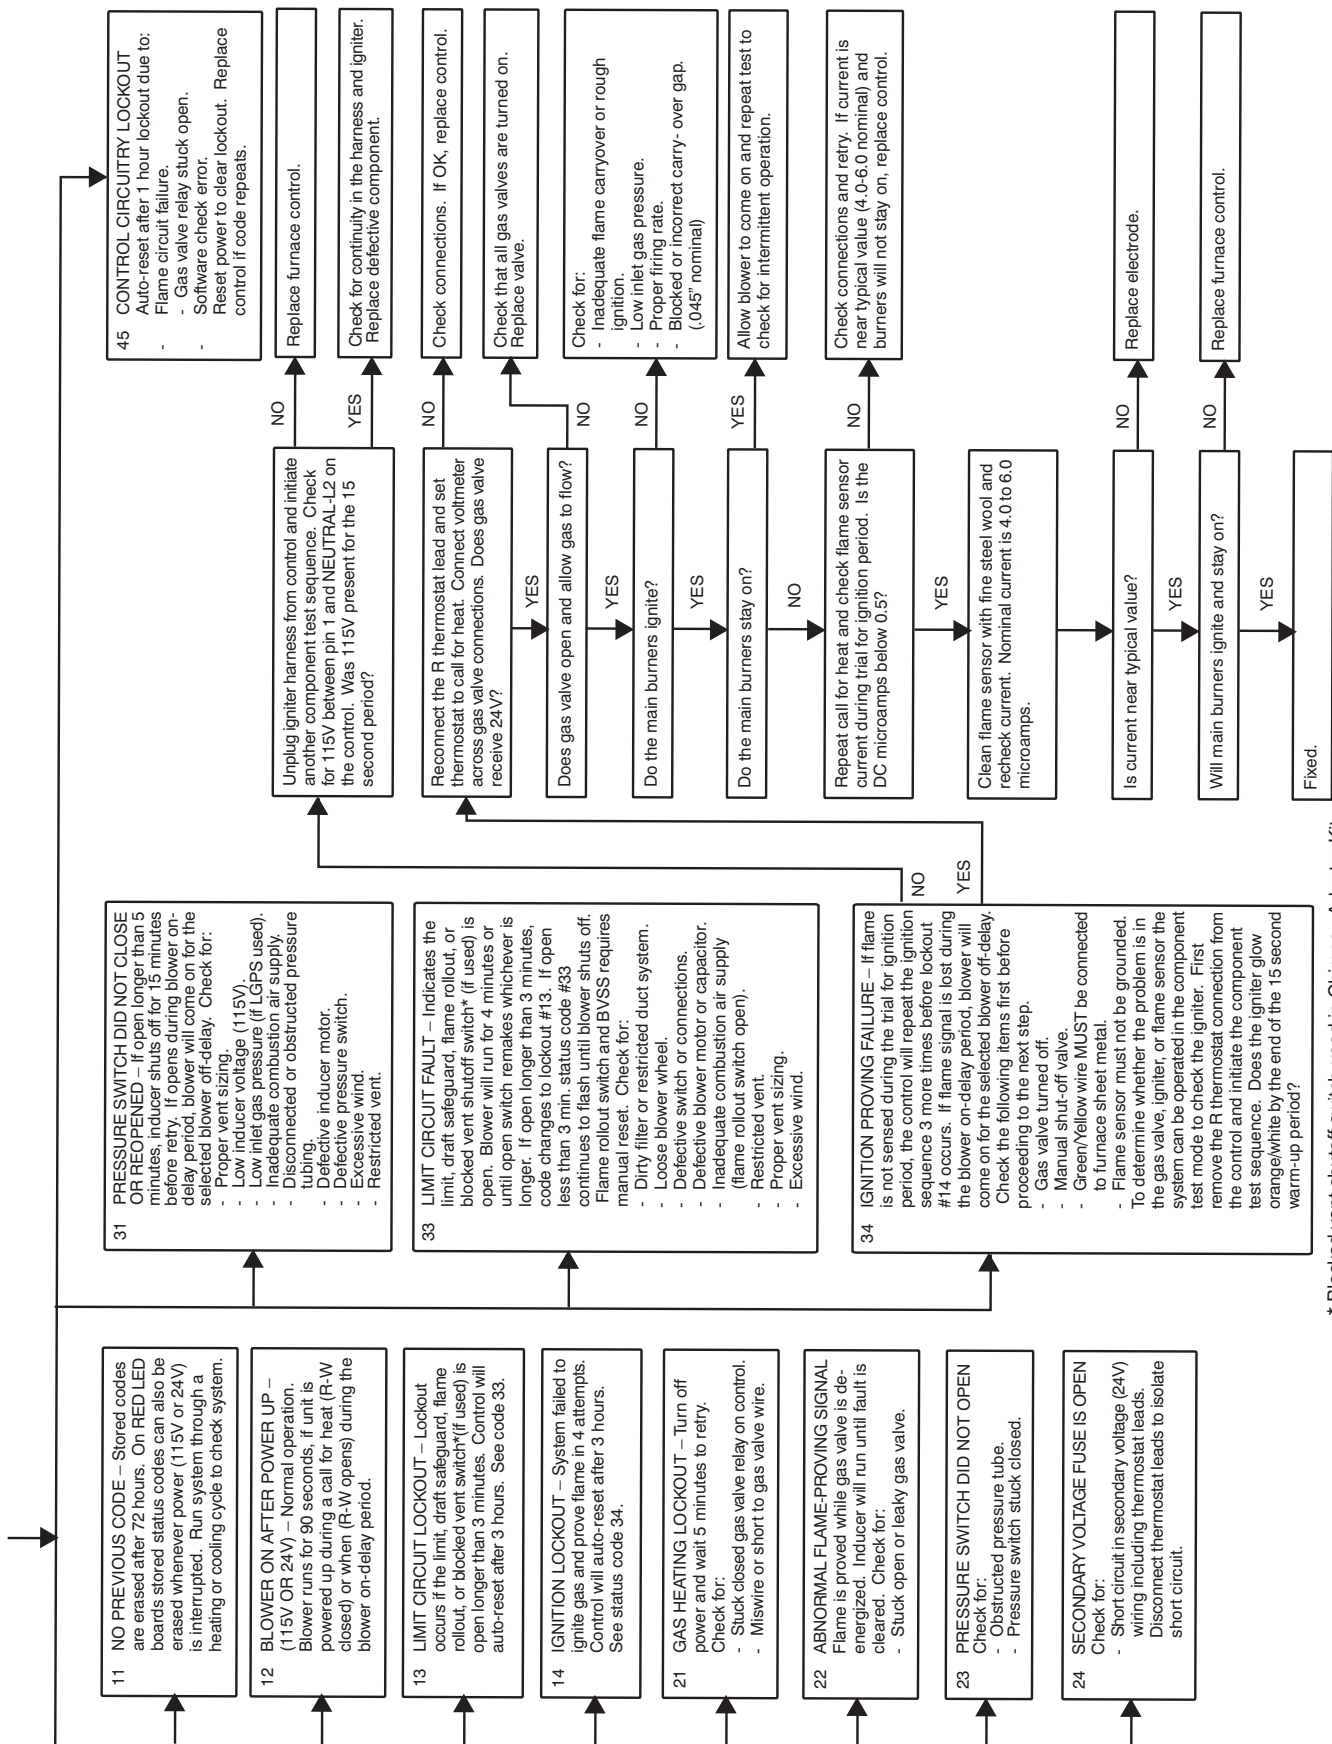 11 NO PREVIOUS CODE – Stored codes
are erased after 72 hours. On RED LED
boards stored status codes can also be
erased whenever power (115V or 24V)
is interrupted. Run system through a
heating or cooling cycle to check system.
12 BLOWER ON AFTER POWER UP –
(115V OR 24V) – Normal operation.
Blower runs for 90 seconds, if unit is
powered up during a call for heat (R-W
closed) or when (R-W opens) during the
blower on-delay period.
13 LIMIT CIRCUIT LOCKOUT – Lockout
occurs if the limit, draft safeguard, flame
rollout, or blocked vent switch*(if used) is
open longer than 3 minutes. Control will
auto-reset after 3 hours. See code 33.
14 IGNITION LOCKOUT – System failed to
ignite gas and prove flame in 4 attempts.
Control will auto-reset after 3 hours.
See status code 34.
21 GAS HEATING LOCKOUT – Turn off
power and wait 5 minutes to retry.
Check for:
- Stuck closed gas valve relay on control.
- Miswire or short to gas valve wire.
22 ABNORMAL FLAME-PROVING SIGNAL
Flame is proved while gas valve is de-
energized. Inducer will run until fault is
cleared. Check for:
- Stuck open or leaky gas valve.
23 PRESSURE SWITCH DID NOT OPEN
Check for:
- Obstructed pressure tube.
- Pressure switch stuck closed.
24 SECONDARY VOLTAGE FUSE IS OPEN
Check for:
- Short circuit in secondary voltage (24V)
wiring including thermostat leads.
Disconnect thermostat leads to isolate
short circuit.
31 PRESSURE SWITCH DID NOT CLOSE
OR REOPENED – If open longer than 5
minutes, inducer shuts off for 15 minutes
before retry. If opens during blower on-
delay period, blower will come on for the
selected blower off-delay. Check for:
- Proper vent sizing.
- Low inducer voltage (115V).
- Low inlet gas pressure (if LGPS used).
- Inadequate combustion air supply.
- Disconnected or obstructed pressure
tubing.
- Defective inducer motor.
- Defective pressure switch.
- Excessive wind.
- Restricted vent.
33 LIMIT CIRCUIT FAULT – Indicates the
limit, draft safeguard, flame rollout, or
blocked vent shutoff switch* (if used) is
open. Blower will run for 4 minutes or
until open switch remakes whichever is
longer. If open longer than 3 minutes,
code changes to lockout #13. If open
less than 3 min. status code #33
continues to flash until blower shuts off.
Flame rollout switch and BVSS requires
manual reset. Check for:
- Dirty filter or restricted duct system.
- Loose blower wheel.
- Defective switch or connections.
- Defective blower motor or capacitor.
- Inadequate combustion air supply
(flame rollout switch open).
- Restricted vent.
- Proper vent sizing.
- Excessive wind.
34 IGNITION PROVING FAILURE – If flame
is not sensed during the trial for ignition
period, the control will repeat the ignition
sequence 3 more times before lockout
#14 occurs. If flame signal is lost during
the blower on-delay period, blower will
come on for the selected blower off-delay.
Check the following items first before
proceeding to the next step.
- Gas valve turned off.
- Manual shut-off valve.
- Green/Yellow wire MUST be connected
to furnace sheet metal.
- Flame sensor must not be grounded.
- To determine whether the problem is in
the gas valve, igniter, or flame sensor the
system can be operated in the component
test mode to check the igniter. First
remove the R thermostat connection from
the control and initiate the component
test sequence. Does the igniter glow
orange/white by the end of the 15 second
warm-up period?
NO
YES
45 CONTROL CIRCUITRY LOCKOUT
Auto-reset after 1 hour lockout due to:
- Flame circuit failure.
- Gas valve relay stuck open.
- Software check error.
Reset power to clear lockout. Replace
control if code repeats.
Unplug igniter harness from control and initiate
another component test sequence. Check
for 115V between pin 1 and NEUTRAL-L2 on
the control. Was 115V present for the 15
second period?
NO
Replace furnace control.
YES
Check for continuity in the harness and igniter.
Replace defective component.
Reconnect the R thermostat lead and set
thermostat to call for heat. Connect voltmeter
across gas valve connections. Does gas valve
receive 24V?
NO
Check connections. If OK, replace control.
YES
Does gas valve open and allow gas to flow?
NO
Check that all gas valves are turned on.
Replace valve.
YES
Do the main burners ignite?
NO
Check for:
- Inadequate flame carryover or rough
ignition.
- Low inlet gas pressure.
- Proper firing rate.
- Blocked or incorrect carry- over gap.
(.045" nominal)
YES
Do the main burners stay on?
YES
Allow blower to come on and repeat test to
check for intermittent operation.
NO
Repeat call for heat and check flame sensor
current during trial for ignition period. Is the
DC microamps below 0.5?
NO
Check connections and retry. If current is
near typical value (4.0-6.0 nominal) and
burners will not stay on, replace control.
YES
Clean flame sensor with fine steel wool and
recheck current. Nominal current is 4.0 to 6.0
microamps.
Is current near typical value?
NO
Replace electrode.
YES
Will main burners ignite and stay on?
NO
Replace furnace control.
YES
Fixed.